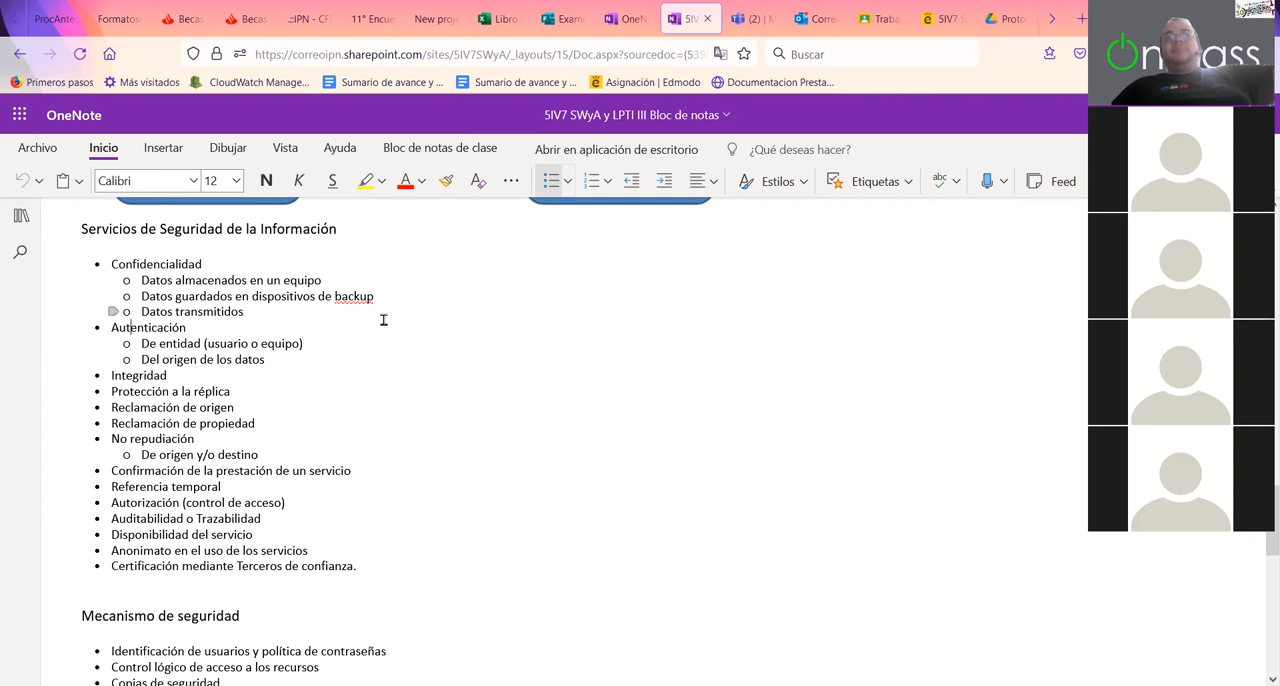 ProcAnte
Formatos
Becas
Becas
:::IPN - CF
11° Encue
New proj
Libro
Exame
OneN
5IV
(2) | M
Corre
Traba
5IV7 S
Proto
https://correoipn.sharepoint.com/sites/5IV7SWyA/_layouts/15/Doc.aspx?sourcedoc={539
Buscar
Primeros pasos
Más visitados
CloudWatch Manage...
Sumario de avance y ...
Sumario de avance y ...
Asignación | Edmodo
Documentacion Presta...
OneNote
5IV7 SWyA y LPTI III Bloc de notas
Archivo
Inicio
Insertar
Dibujar
Vista
Ayuda
Bloc de notas de clase
Abrir en aplicación de escritorio
¿Qué deseas hacer?
Calibri
12
N
K
S
A
Estilos
Etiquetas
abc
Feed
Servicios de Seguridad de la Información
• Confidencialidad
o Datos almacenados en un equipo
o Datos guardados en dispositivos de backup
o Datos transmitidos
• Autenticación
o De entidad (usuario o equipo)
o Del origen de los datos
• Integridad
• Protección a la réplica
• Reclamación de origen
• Reclamación de propiedad
• No repudiación
o De origen y/o destino
• Confirmación de la prestación de un servicio
• Referencia temporal
• Autorización (control de acceso)
• Auditabilidad o Trazabilidad
• Disponibilidad del servicio
• Anonimato en el uso de los servicios
• Certificación mediante Terceros de confianza.
Mecanismo de seguridad
• Identificación de usuarios y política de contraseñas
• Control lógico de acceso a los recursos
• Copias de seguridad